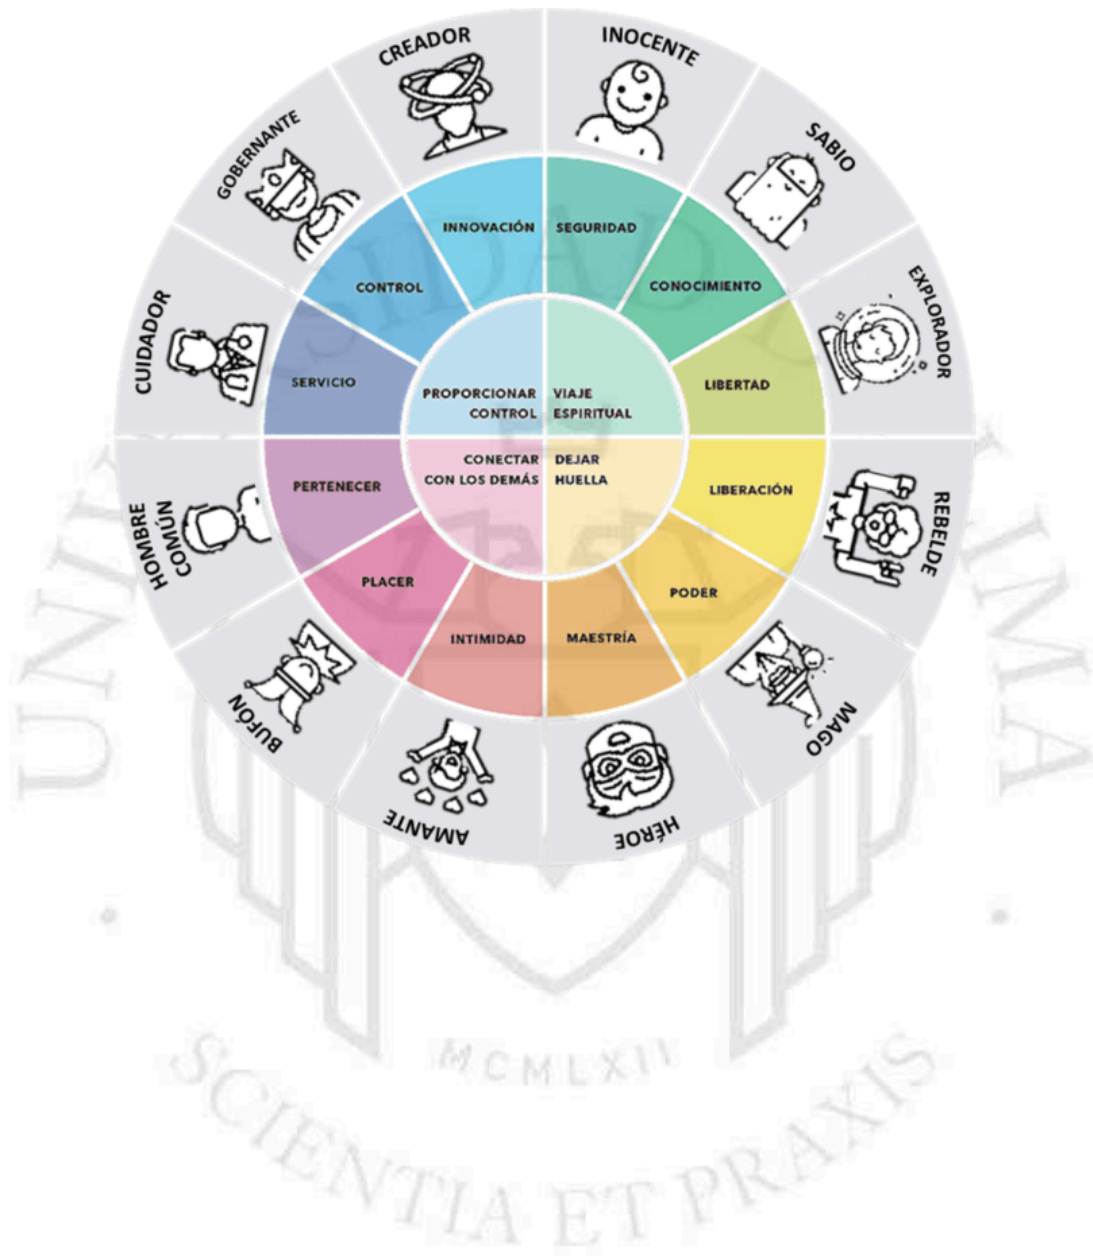 CREADOR
INOCENTE
SABIO
EXPLORADOR
REBELDE
MAGO
HÉROE
AMANTE
BUFÓN
HOMBRE
COMÚN
CUIDADOR
GOBERNANTE
INNOVACIÓN
SEGURIDAD
CONOCIMIENTO
LIBERTAD
LIBERACIÓN
PODER
MAESTRÍA
INTIMIDAD
PLACER
PERTENECER
SERVICIO
CONTROL
PROPORCIONAR
CONTROL
VIAJE
ESPIRITUAL
CONECTAR
CON LOS DEMÁS
DEJAR
HUELLA
MCMLXII
SCIENTIA ET PRAXIS